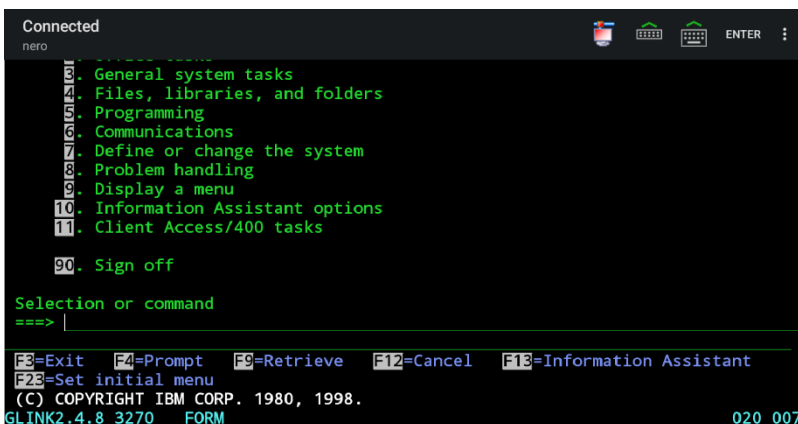 Connected
nero
ENTER
3. General system tasks
4. Files, libraries, and folders
5. Programming
6. Communications
7. Define or change the system
8. Problem handling
9. Display a menu
10. Information Assistant options
11. Client Access/400 tasks
90. Sign off
Selection or command
===>
F3=Exit F4=Prompt F9=Retrieve F12=Cancel F13=Information Assistant
F23=Set initial menu
(C) COPYRIGHT IBM CORP. 1980, 1998.
GLINK2.4.8 3270 FORM 020 007